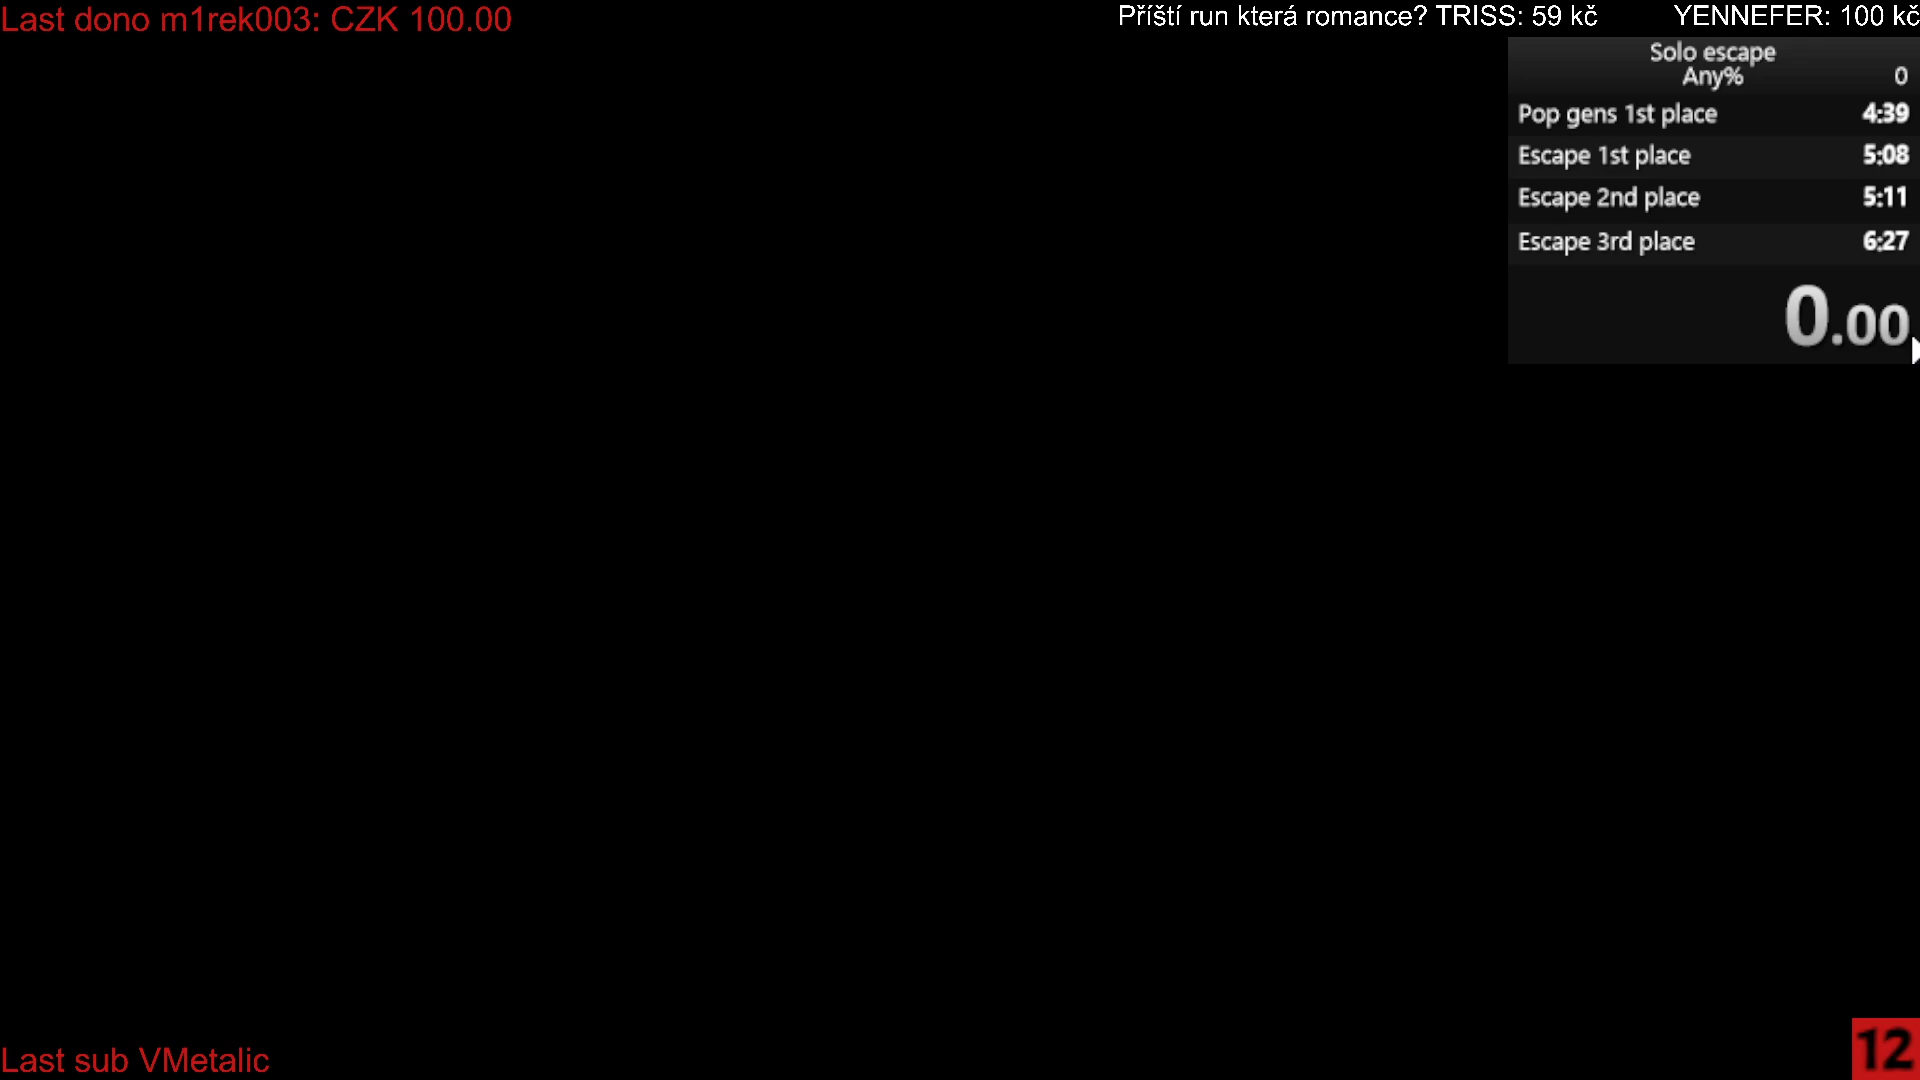 Last dono m1rek003: CZK 100.00
Příští run která romance? TRISS: 59 kč YENNEFER: 100 kč
Solo escape
Any% 0
Pop gens 1st place 4:39
Escape 1st place 5:08
Escape 2nd place 5:11
Escape 3rd place 6:27
0.00
Last sub VMetalic
12